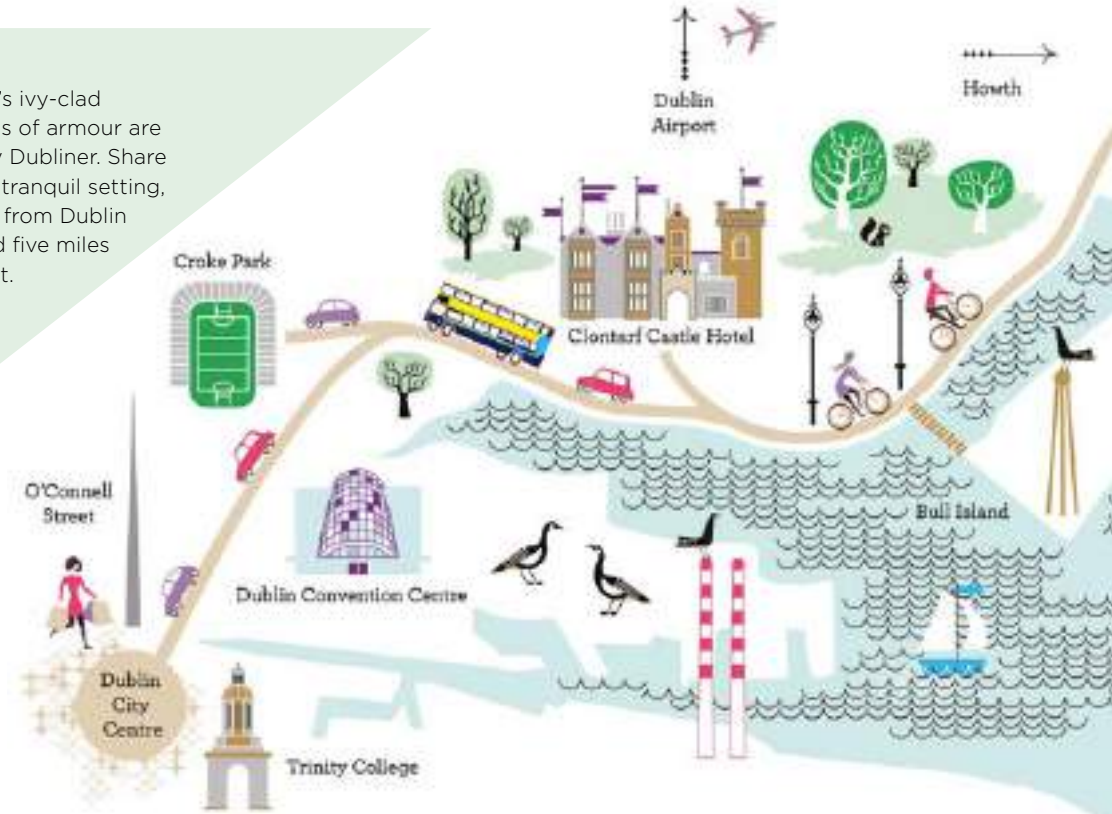 's ivy-clad
s of armour are
Dubliner. Share
tranquil setting,
from Dublin
five miles
t.
Dublin
Airport
Howth
Croke Park
Clontarf Castle Hotel
O'Connell
Street
Bull Island
Dublin Convention Centre
Dublin
City
Centre
Trinity College